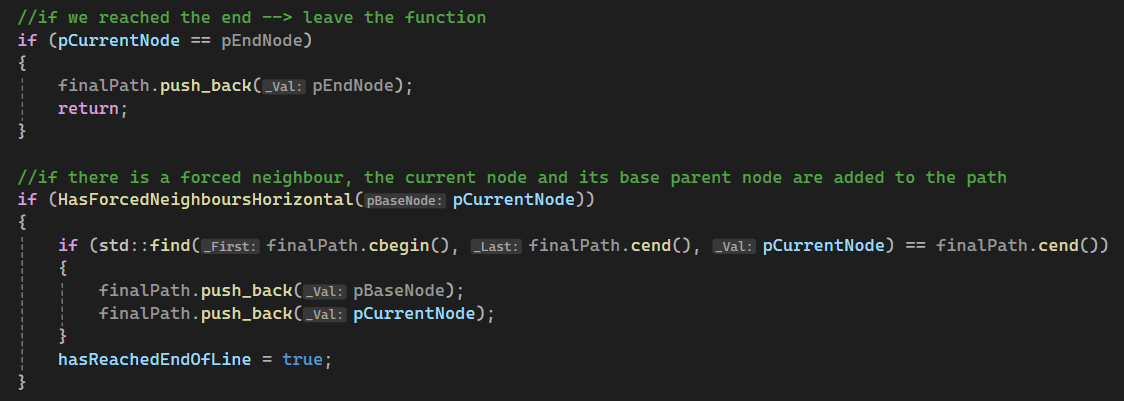 //if we reached the end --> leave the function
if (pCurrentNode == pEndNode)
{
    finalPath.push_back(_Val: pEndNode);
    return;
}

//if there is a forced neighbour, the current node and its base parent node are added to the path
if (HasForcedNeighboursHorizontal(pBaseNode: pCurrentNode))
{
    if (std::find(_First: finalPath.cbegin(), _Last: finalPath.cend(), _Val: pCurrentNode) == finalPath.cend())
    {
        finalPath.push_back(_Val: pBaseNode);
        finalPath.push_back(_Val: pCurrentNode);
    }
    hasReachedEndOfLine = true;
}